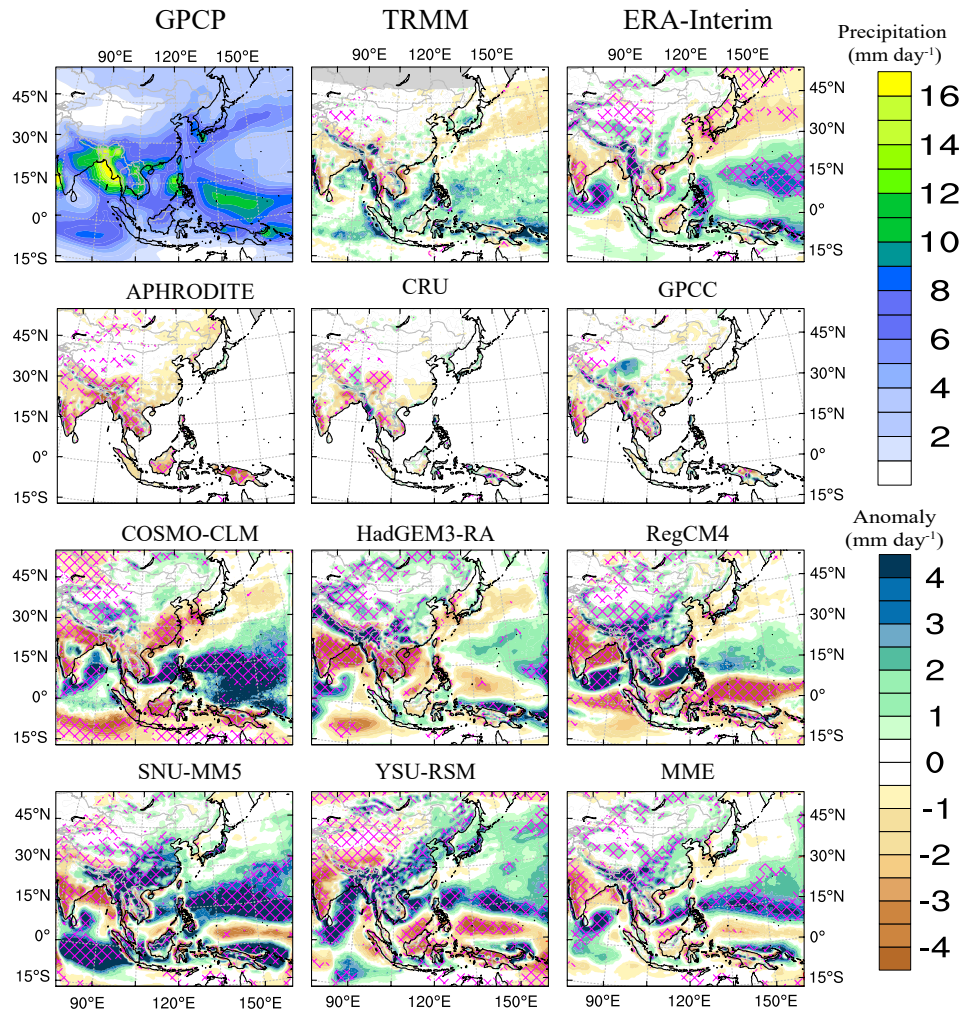 GPCP TRMM ERA-Interim
Precipitation
(mm day-1)
90°E 120°E 150°E 90°E 120°E 150°E 90°E 120°E 150°E
45°N 45°N
30°N 30°N
15°N 15°N
0° 0°
15°S 15°S
16
14
12
10
8
6
4
2
APHRODITE CRU GPCC
45°N 45°N
30°N 30°N
15°N 15°N
0° 0°
15°S 15°S
Anomaly
(mm day-1)
COSMO-CLM HadGEM3-RA RegCM4
45°N 45°N
30°N 30°N
15°N 15°N
0° 0°
15°S 15°S
4
3
2
1
0
-1
-2
-3
-4
SNU-MM5 YSU-RSM MME
45°N 45°N
30°N 30°N
15°N 15°N
0° 0°
15°S 15°S
90°E 120°E 150°E 90°E 120°E 150°E 90°E 120°E 150°E